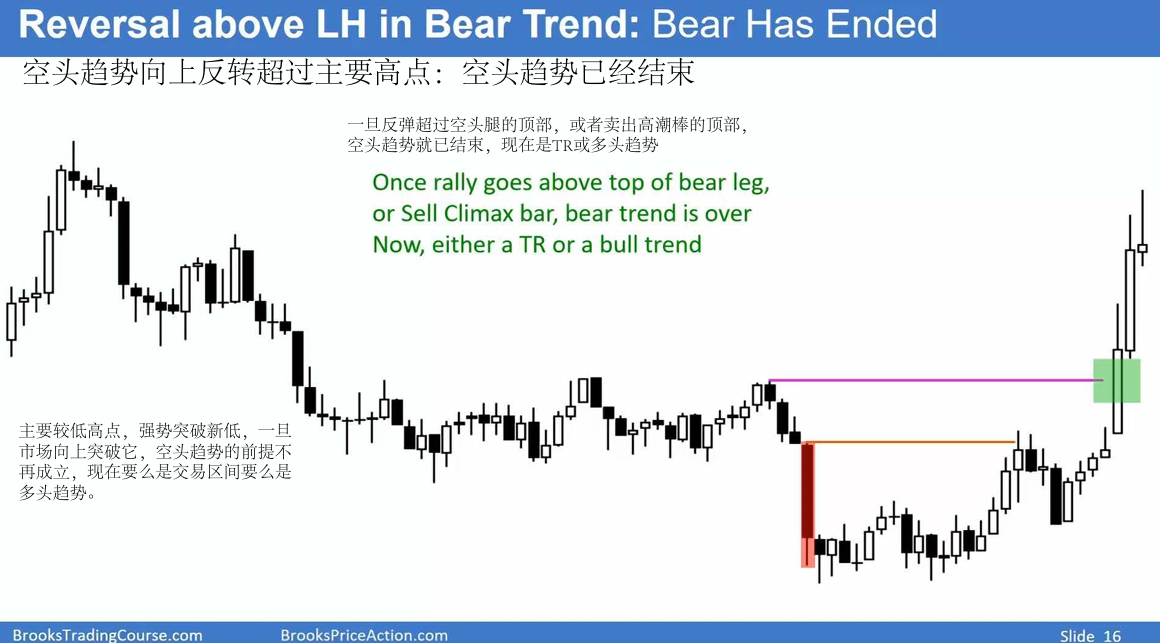 Reversal above LH in Bear Trend: Bear Has Ended
空头趋势向上反转超过主要高点：空头趋势已经结束
一旦反弹超过空头腿的顶部，或者卖出高潮棒的顶部，
空头趋势就已结束，现在是TR或多头趋势
Once rally goes above top of bear leg,
or Sell Climax bar, bear trend is over
Now, either a TR or a bull trend
主要较低高点，强势突破新低，一旦
市场向上突破它，空头趋势的前提不
再成立，现在要么是交易区间要么是
多头趋势。
BrooksTradingCourse.com
BrooksPriceAction.com
Slide 16